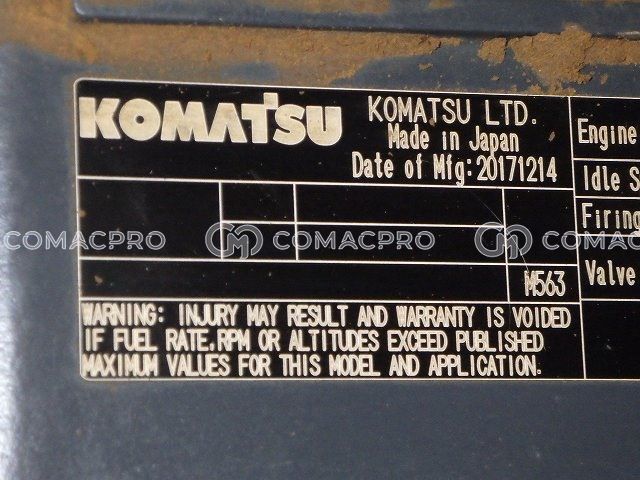 KOMATSU
KOMATSU LTD.
Made in Japan
Date of Mfg:20171214
Engine
Idle S
Firing
Valve
M563
COMACPRO COMACPRO COMACPRO
WARNING: INJURY MAY RESULT AND WARRANTY IS VOIDED
IF FUEL RATE.RPM OR ALTITUDES EXCEED PUBLISHED
MAXIMUM VALUES FOR THIS MODEL AND APPLICATION.